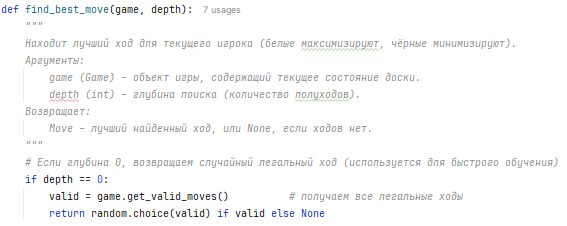 def find_best_move(game, depth):  7 usages
    """
    Находит лучший ход для текущего игрока (белые максимизируют, чёрные минимизируют).
    Аргументы:
        game (Game) – объект игры, содержащий текущее состояние доски.
        depth (int) – глубина поиска (количество полуходов).
    Возвращает:
        Move – лучший найденный ход, или None, если ходов нет.
    """
    # Если глубина 0, возвращаем случайный легальный ход (используется для быстрого обучения)
    if depth == 0:
        valid = game.get_valid_moves()          # получаем все легальные ходы
        return random.choice(valid) if valid else None